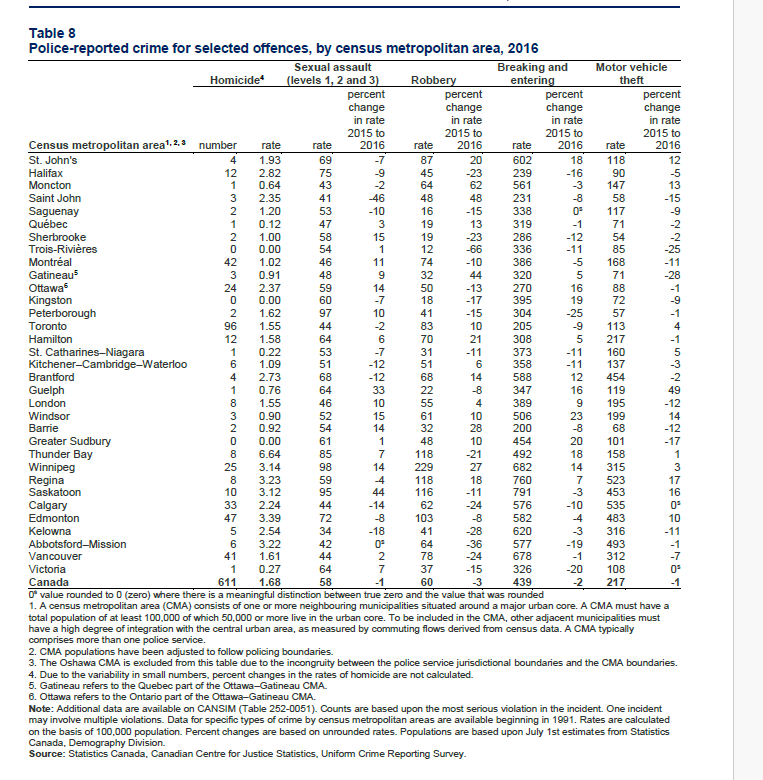 Table 8
Police-reported crime for selected offences, by census metropolitan area, 2016
Sexual assault Breaking and Motor vehicle
Homicide4 (levels 1, 2 and 3) Robbery entering theft
percent percent percent percent
change change change change
in rate in rate in rate in rate
2015 to 2015 to 2015 to 2015 to
Census metropolitan area1, 2, 3 number rate rate 2016 rate 2016 rate 2016 rate 2016
St. John's 4 1.93 69 -7 87 20 602 18 118 12
Halifax 12 2.82 75 -9 45 -23 239 -16 90 -5
Moncton 1 0.64 43 -2 64 62 561 -3 147 13
Saint John 3 2.35 41 -46 48 48 231 -8 58 -15
Saguenay 2 1.20 53 -10 16 -15 338 0s 117 -9
Québec 1 0.12 47 3 19 13 319 -1 71 -2
Sherbrooke 2 1.00 58 15 19 -23 286 -12 54 -2
Trois-Rivières 0 0.00 54 1 12 -66 336 -11 85 -25
Montréal 42 1.02 46 11 74 -10 386 -5 168 -11
Gatineau5 3 0.91 48 9 32 44 320 5 71 -28
Ottawa6 24 2.37 59 14 50 -13 270 16 88 -1
Kingston 0 0.00 60 -7 18 -17 395 19 72 -9
Peterborough 2 1.62 97 10 41 -15 304 -25 57 -1
Toronto 96 1.55 44 -2 83 10 205 -9 113 4
Hamilton 12 1.58 64 6 70 21 308 5 217 -1
St. Catharines–Niagara 1 0.22 53 -7 31 -11 373 -11 160 5
Kitchener–Cambridge–Waterloo 6 1.09 51 -12 51 6 358 -11 137 -3
Brantford 4 2.73 68 -12 68 14 588 12 454 -2
Guelph 1 0.76 64 33 22 -8 347 16 119 49
London 8 1.55 46 10 55 4 389 9 195 -12
Windsor 3 0.90 52 15 61 10 506 23 199 14
Barrie 2 0.92 54 14 32 28 200 -8 68 -12
Greater Sudbury 0 0.00 61 1 48 10 454 20 101 -17
Thunder Bay 8 6.64 85 7 118 -21 492 18 158 1
Winnipeg 25 3.14 98 14 229 27 682 14 315 3
Regina 8 3.23 59 -4 118 18 760 7 523 17
Saskatoon 10 3.12 95 44 116 -11 791 -3 453 16
Calgary 33 2.24 44 -14 62 -24 576 -10 535 0s
Edmonton 47 3.39 72 -8 103 -8 582 -4 483 10
Kelowna 5 2.54 34 -18 41 -28 620 -3 316 -11
Abbotsford–Mission 6 3.22 42 0s 64 -36 577 -19 493 -1
Vancouver 41 1.61 44 2 78 -24 678 -1 312 -7
Victoria 1 0.27 64 7 37 -15 326 -20 108 0s
Canada 611 1.68 58 -1 60 -3 439 -2 217 -1
0s value rounded to 0 (zero) where there is a meaningful distinction between true zero and the value that was rounded
1. A census metropolitan area (CMA) consists of one or more neighbouring municipalities situated around a major urban core. A CMA must have a
total population of at least 100,000 of which 50,000 or more live in the urban core. To be included in the CMA, other adjacent municipalities must
have a high degree of integration with the central urban area, as measured by commuting flows derived from census data. A CMA typically
comprises more than one police service.
2. CMA populations have been adjusted to follow policing boundaries.
3. The Oshawa CMA is excluded from this table due to the incongruity between the police service jurisdictional boundaries and the CMA boundaries.
4. Due to the variability in small numbers, percent changes in the rates of homicide are not calculated.
5. Gatineau refers to the Quebec part of the Ottawa–Gatineau CMA.
6. Ottawa refers to the Ontario part of the Ottawa–Gatineau CMA.
Note: Additional data are available on CANSIM (Table 252-0051). Counts are based upon the most serious violation in the incident. One incident
may involve multiple violations. Data for specific types of crime by census metropolitan areas are available beginning in 1991. Rates are calculated
on the basis of 100,000 population. Percent changes are based on unrounded rates. Populations are based upon July 1st estimates from Statistics
Canada, Demography Division.
Source: Statistics Canada, Canadian Centre for Justice Statistics, Uniform Crime Reporting Survey.